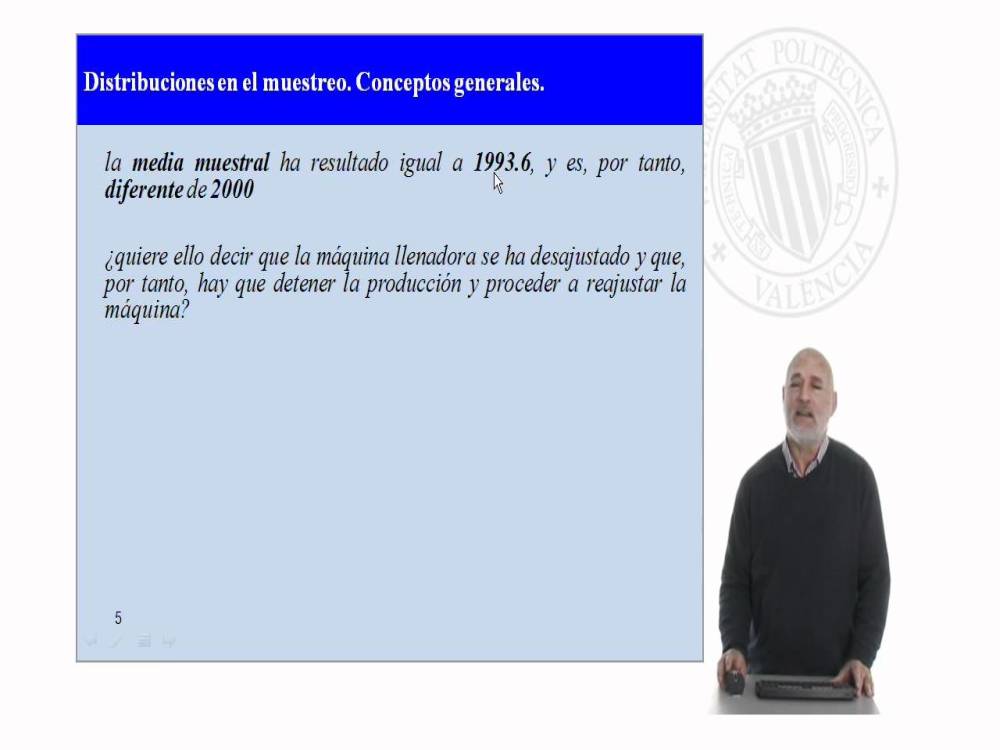 Distribuciones en el muestreo. Conceptos generales.
la media muestral ha resultado igual a 1993.6, y es, por tanto,
diferente de 2000
¿quiere ello decir que la máquina llenadora se ha desajustado y que,
por tanto, hay que detener la producción y proceder a reajustar la
máquina?
5
POLITECNICA
VALENCIA